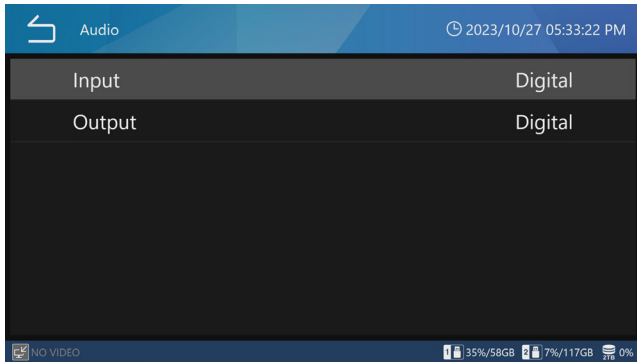 Audio 2023/10/27 05:33:22 PM
Input Digital
Output Digital
NO VIDEO 1 35%/58GB 2 7%/117GB 2TB 0%